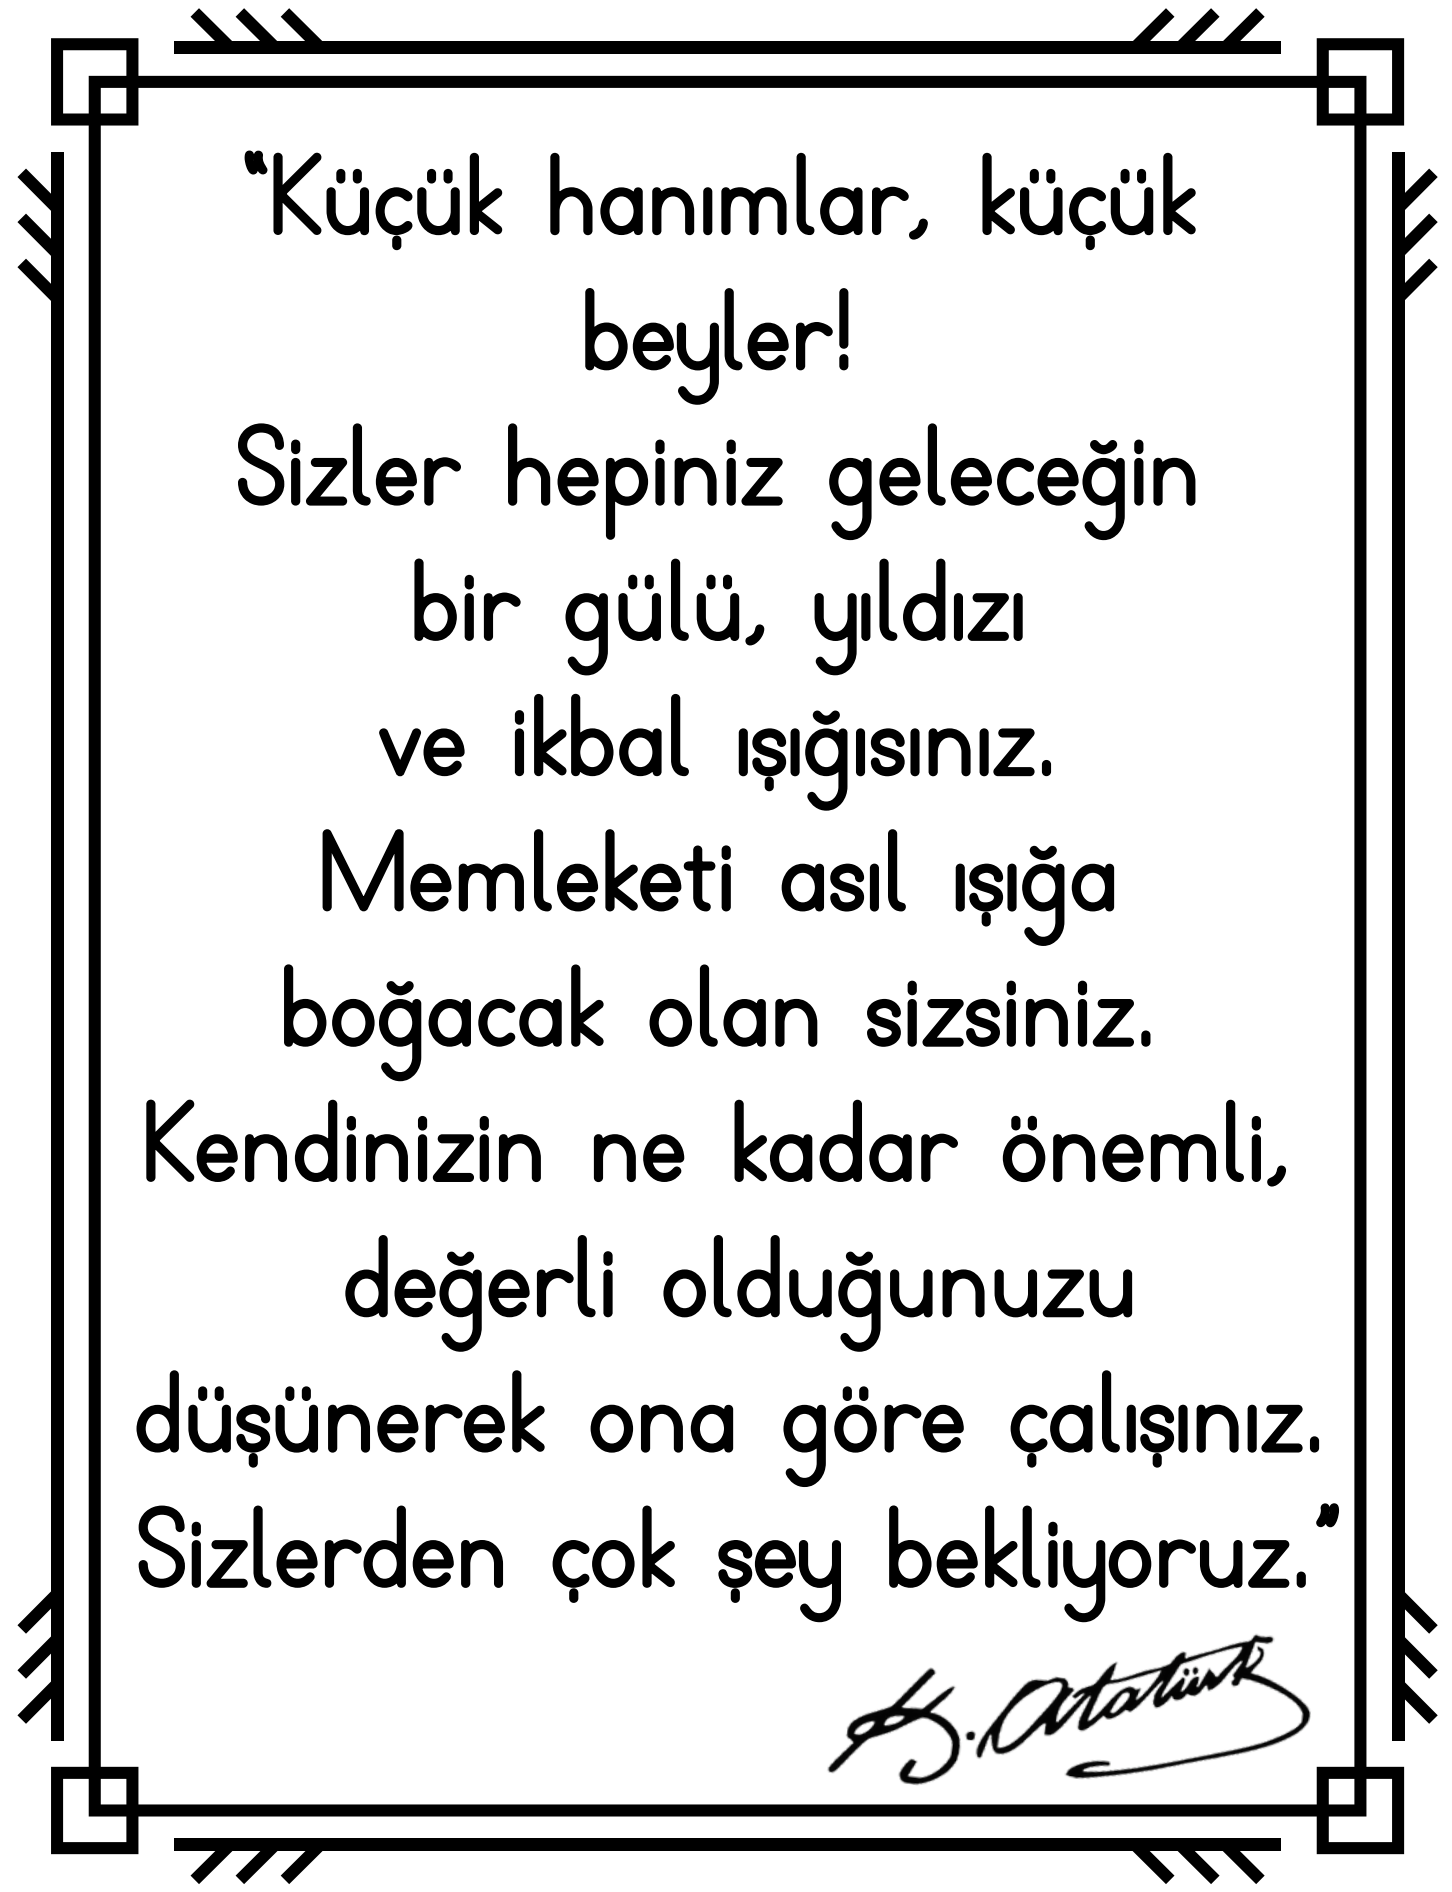 “Küçük hanımlar, küçük
beyler!
Sizler hepiniz geleceğin
bir gülü, yıldızı
ve ikbal ışığısınız.
Memleketi asıl ışığa
boğacak olan sizsiniz.
Kendinizin ne kadar önemli,
değerli olduğunuzu
düşünerek ona göre çalışınız.
Sizlerden çok şey bekliyoruz.”
K. Atatürk